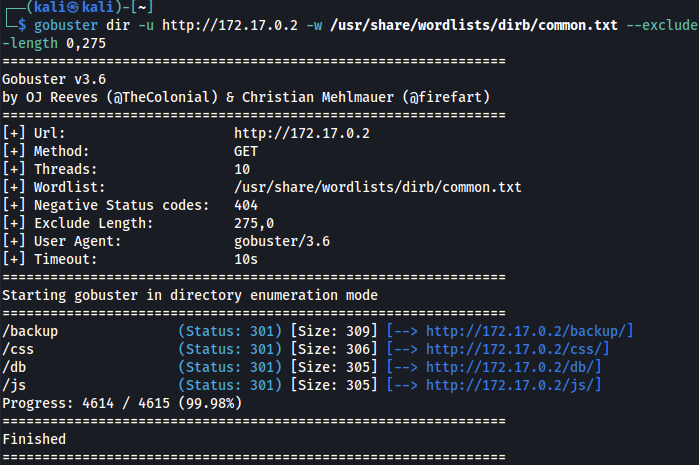 ┌──(kali㉿kali)-[~]
└─$ gobuster dir -u http://172.17.0.2 -w /usr/share/wordlists/dirb/common.txt --exclude
-length 0,275
===============================================================
Gobuster v3.6
by OJ Reeves (@TheColonial) & Christian Mehlmauer (@firefart)
===============================================================
[+] Url:                     http://172.17.0.2
[+] Method:                  GET
[+] Threads:                 10
[+] Wordlist:                /usr/share/wordlists/dirb/common.txt
[+] Negative Status codes:   404
[+] Exclude Length:          275,0
[+] User Agent:              gobuster/3.6
[+] Timeout:                 10s
===============================================================
Starting gobuster in directory enumeration mode
===============================================================
/backup               (Status: 301) [Size: 309] [--> http://172.17.0.2/backup/]
/css                  (Status: 301) [Size: 306] [--> http://172.17.0.2/css/]
/db                   (Status: 301) [Size: 305] [--> http://172.17.0.2/db/]
/js                   (Status: 301) [Size: 305] [--> http://172.17.0.2/js/]
Progress: 4614 / 4615 (99.98%)
===============================================================
Finished
===============================================================